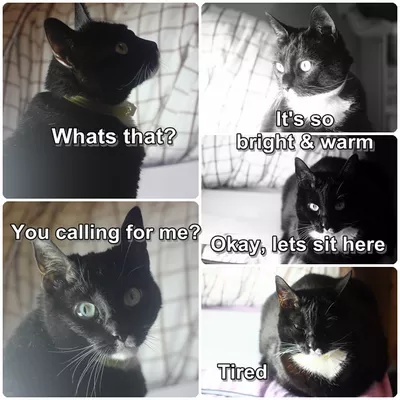 Whats that?
You calling for me?
It's so
bright & warm
Okay, lets sit here
Tired